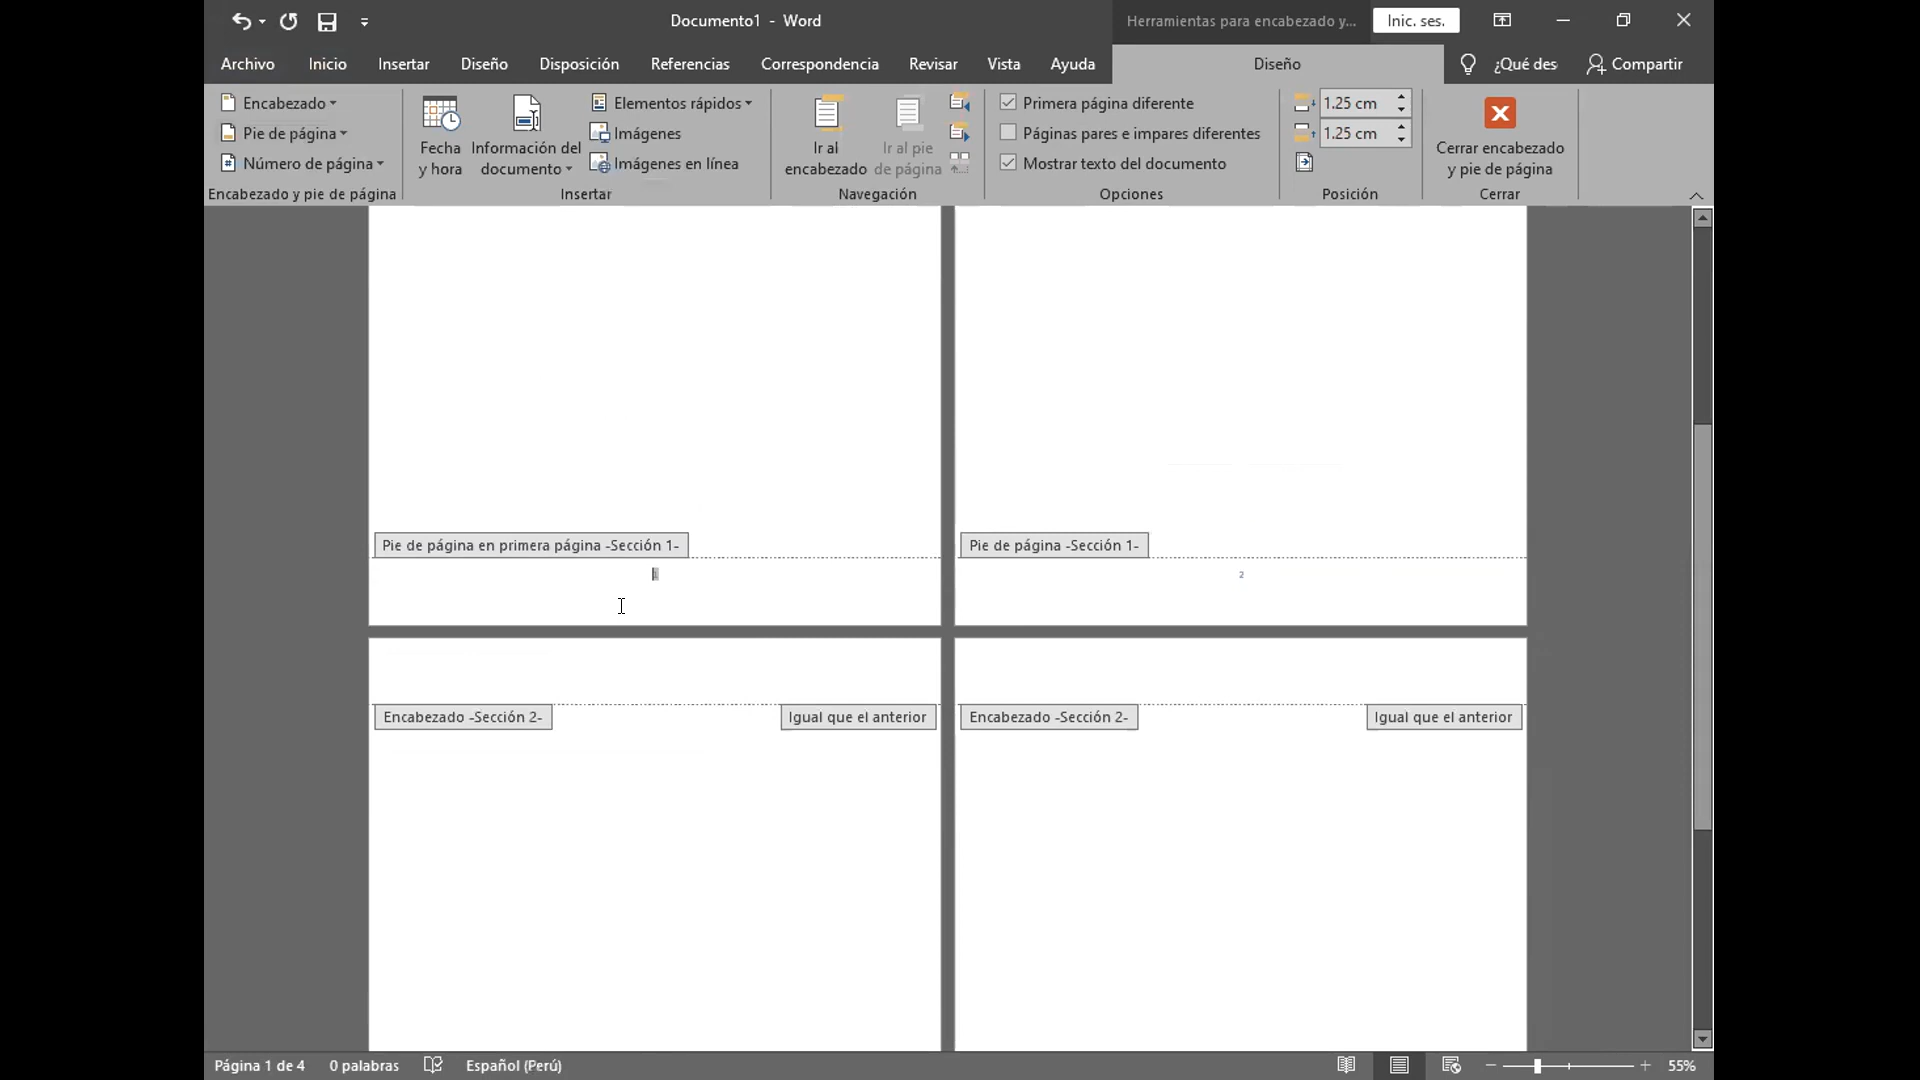 Documento1 - Word
Herramientas para encabezado y...
Inic. ses.
Archivo Inicio Insertar Diseño Disposición Referencias Correspondencia Revisar Vista Ayuda Diseño ¿Qué des Compartir
Encabezado
Pie de página
Número de página
Encabezado y pie de página
Fecha
y hora
Información del
documento
Elementos rápidos
Imágenes
Imágenes en línea
Insertar
Ir al
encabezado
Ir al pie
de página
Navegación
Primera página diferente
Páginas pares e impares diferentes
Mostrar texto del documento
Opciones
1.25 cm
1.25 cm
Posición
Cerrar encabezado
y pie de página
Cerrar
Pie de página en primera página -Sección 1-
Pie de página -Sección 1-
2
Encabezado -Sección 2-
Igual que el anterior
Encabezado -Sección 2-
Igual que el anterior
Página 1 de 4 0 palabras Español (Perú) 55%